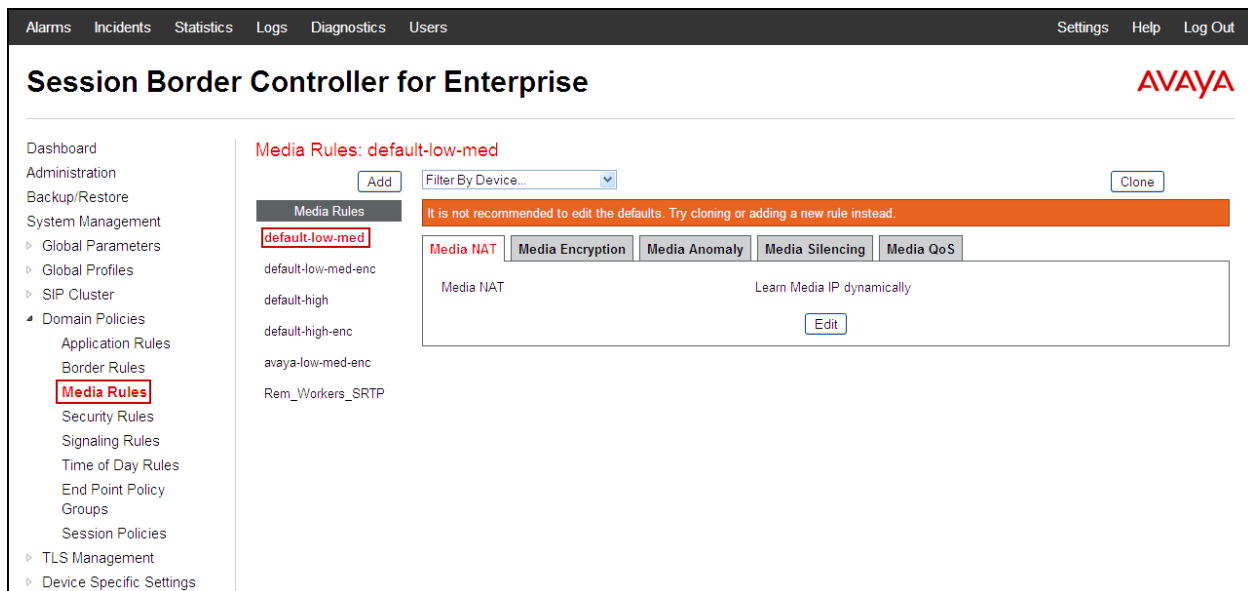 Alarms Incidents Statistics Logs Diagnostics Users Settings Help Log Out
Session Border Controller for Enterprise
AVAYA
Dashboard
Administration
Backup/Restore
System Management
Global Parameters
Global Profiles
SIP Cluster
Domain Policies
Application Rules
Border Rules
Media Rules
Security Rules
Signaling Rules
Time of Day Rules
End Point Policy
Groups
Session Policies
TLS Management
Device Specific Settings
Media Rules: default-low-med
Add
Filter By Device...
Clone
Media Rules
default-low-med
default-low-med-enc
default-high
default-high-enc
avaya-low-med-enc
Rem_Workers_SRTP
It is not recommended to edit the defaults. Try cloning or adding a new rule instead.
Media NAT Media Encryption Media Anomaly Media Silencing Media QoS
Media NAT Learn Media IP dynamically
Edit